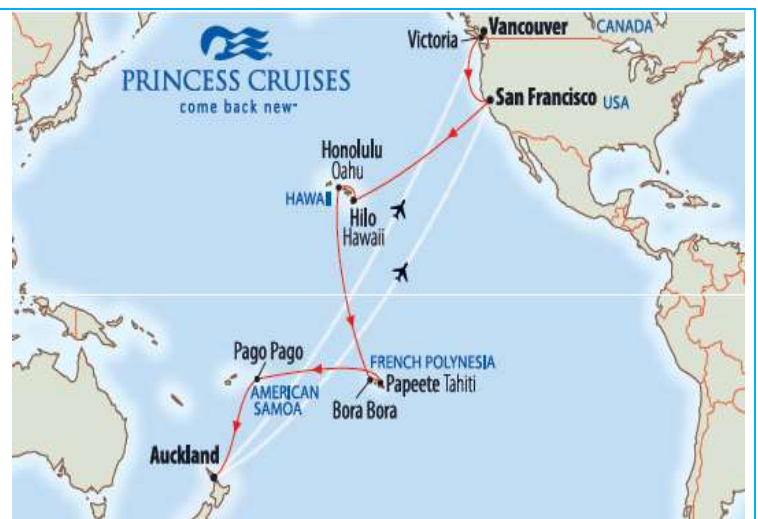 Vancouver
CANADA
Victoria
PRINCESS CRUISES
come back new℠
San Francisco USA
Honolulu
Oahu
HAWAII
Hilo
Hawaii
Pago Pago
FRENCH POLYNESIA
AMERICAN
SAMOA
Papeete Tahiti
Bora Bora
Auckland